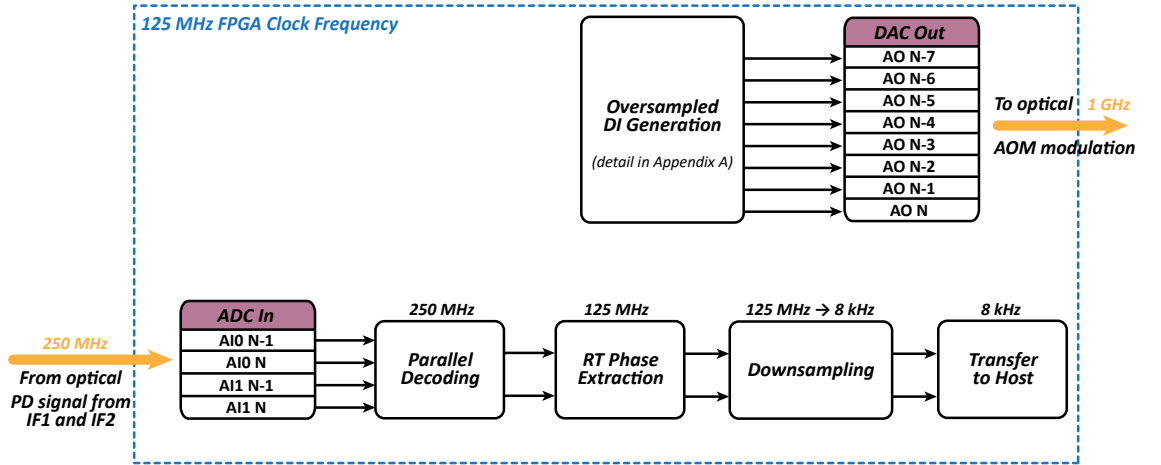 125 MHz FPGA Clock Frequency
DAC Out
AO N-7
AO N-6
AO N-5
AO N-4
AO N-3
AO N-2
AO N-1
AO N
Oversampled
DI Generation
(detail in Appendix A)
To optical 1 GHz
AOM modulation
250 MHz
From optical
PD signal from
IF1 and IF2
ADC In
AI0 N-1
AI0 N
AI1 N-1
AI1 N
250 MHz
Parallel
Decoding
125 MHz
RT Phase
Extraction
125 MHz → 8 kHz
Downsampling
8 kHz
Transfer
to Host